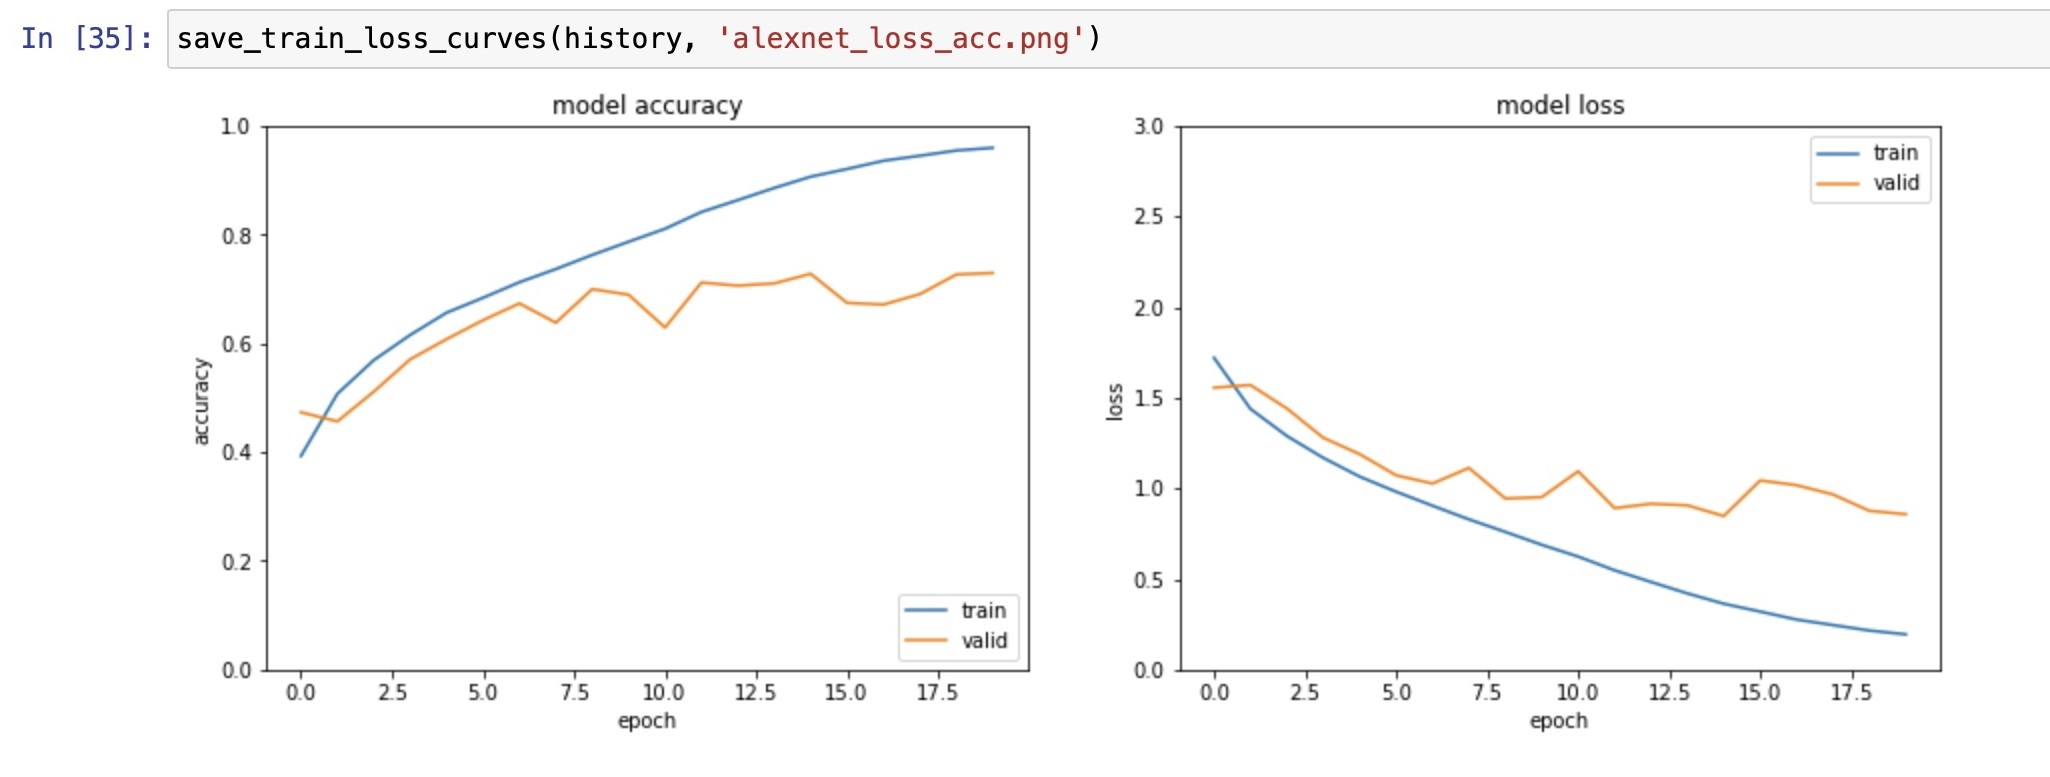 In [35]: save_train_loss_curves(history, 'alexnet_loss_acc.png')
model accuracy
1.0
0.8
0.6
0.4
0.2
0.0
accuracy
train
valid
0.0 2.5 5.0 7.5 10.0 12.5 15.0 17.5
epoch
model loss
3.0
2.5
2.0
1.5
1.0
0.5
0.0
loss
train
valid
0.0 2.5 5.0 7.5 10.0 12.5 15.0 17.5
epoch